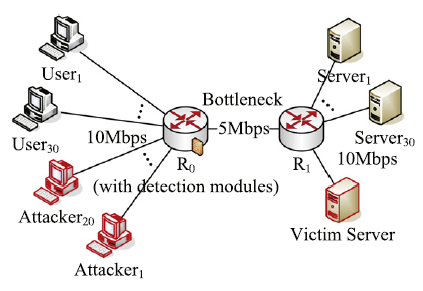 User1
Server1
Bottleneck
User30
10Mbps
5Mbps
Server30
R0
R1
10Mbps
(with detection modules)
Attacker20
Victim Server
Attacker1